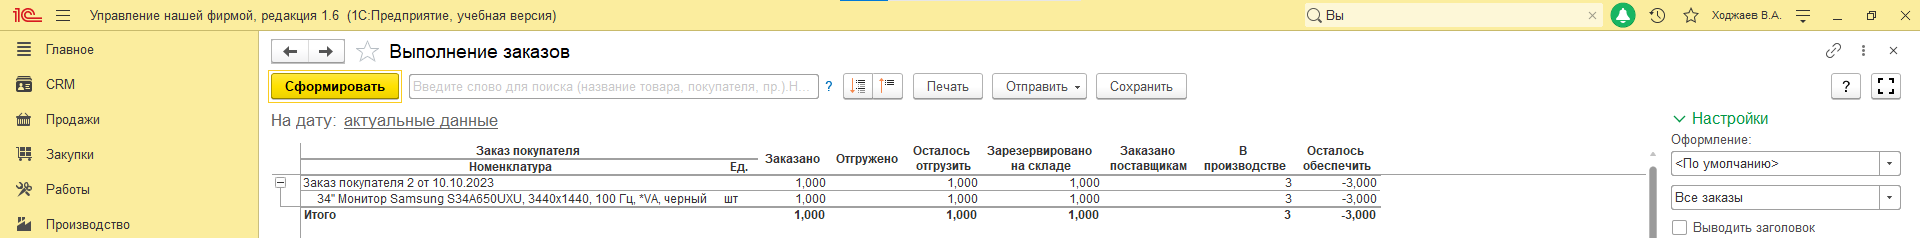 1С Управление нашей фирмой, редакция 1.6 (1С:Предприятие, учебная версия) Вы Ходжаев В.А.
Главное
CRM
Продажи
Закупки
Работы
Производство
Выполнение заказов
Сформировать Введите слово для поиска (название товара, покупателя, пр.).Н... ? Печать Отправить Сохранить ?
На дату: актуальные данные
Заказ покупателя Заказано Отгружено Осталось отгрузить Зарезервировано на складе Заказано поставщикам В производстве Осталось обеспечить
Номенклатура Ед.
Заказ покупателя 2 от 10.10.2023 1,000 1,000 1,000 3 -3,000
34" Монитор Samsung S34A650UXU, 3440x1440, 100 Гц, *VA, черный шт 1,000 1,000 1,000 3 -3,000
Итого 1,000 1,000 1,000 3 -3,000
Настройки
Оформление:
<По умолчанию>
Все заказы
Выводить заголовок